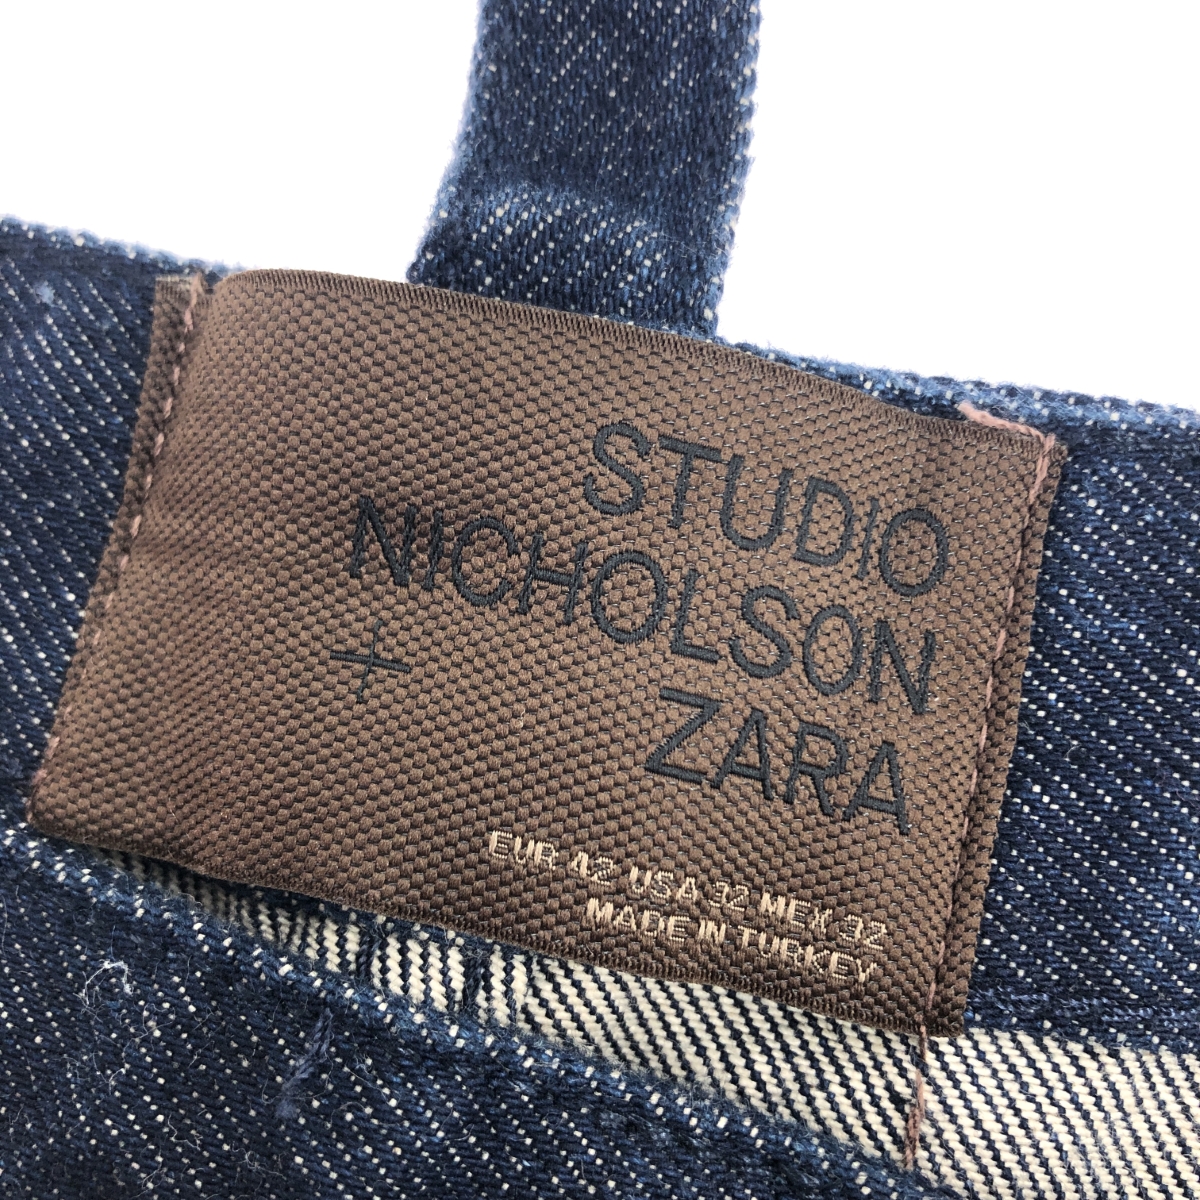 STUDIO
NICHOLSON
+
ZARA
EUR 42 USA 32 MEX 32
MADE IN TURKEY